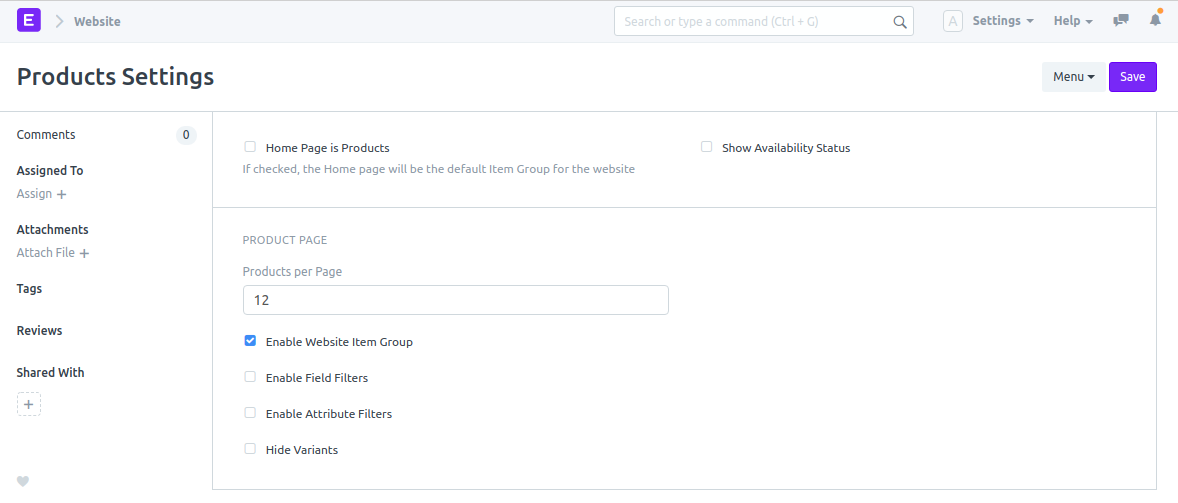 E
Website
Search or type a command (Ctrl + G)
A
Settings
Help
Products Settings
Menu
Save
Comments
0
Assigned To
Assign +
Attachments
Attach File +
Tags
Reviews
Shared With
+
Home Page is Products
If checked, the Home page will be the default Item Group for the website
Show Availability Status
PRODUCT PAGE
Products per Page
12
Enable Website Item Group
Enable Field Filters
Enable Attribute Filters
Hide Variants